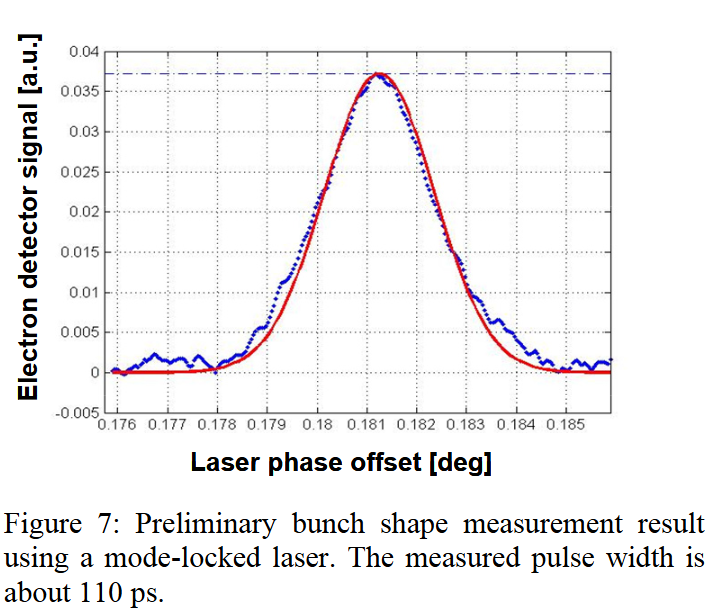 Electron detector signal [a.u.]
0.04
0.035
0.03
0.025
0.02
0.015
0.01
0.005
0
-0.005
0.176 0.177 0.178 0.179 0.18 0.181 0.182 0.183 0.184 0.185
Laser phase offset [deg]
Figure 7: Preliminary bunch shape measurement result
using a mode-locked laser. The measured pulse width is
about 110 ps.